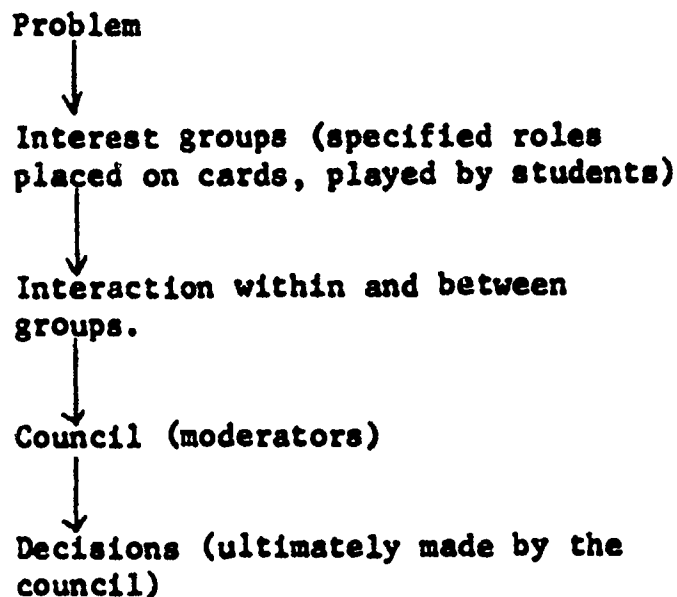 Problem
Interest groups (specified roles
placed on cards, played by students)
Interaction within and between
groups.
Council (moderators)
Decisions (ultimately made by the
council)